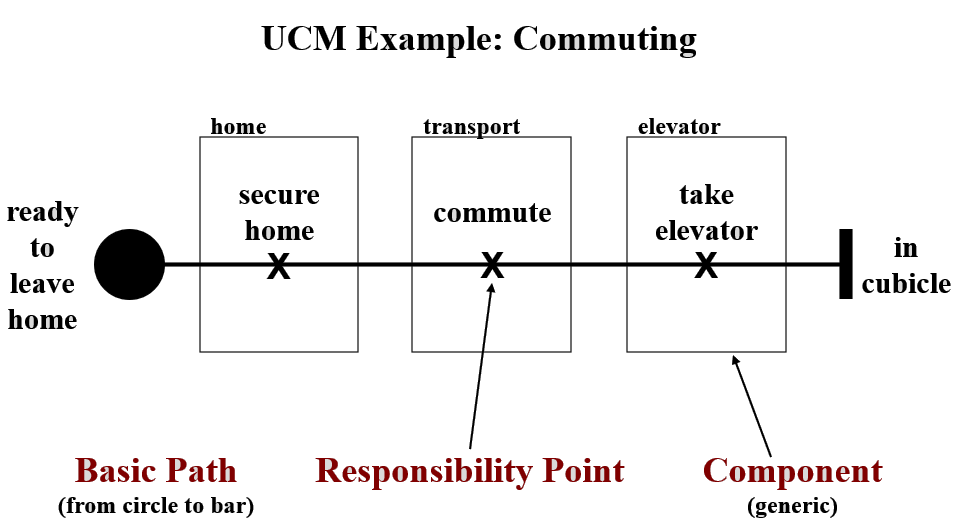 UCM Example: Commuting
home
transport
elevator
ready
to
leave
home
secure
home
X
commute
X
take
elevator
X
in
cubicle
Basic Path
(from circle to bar)
Responsibility Point
Component
(generic)